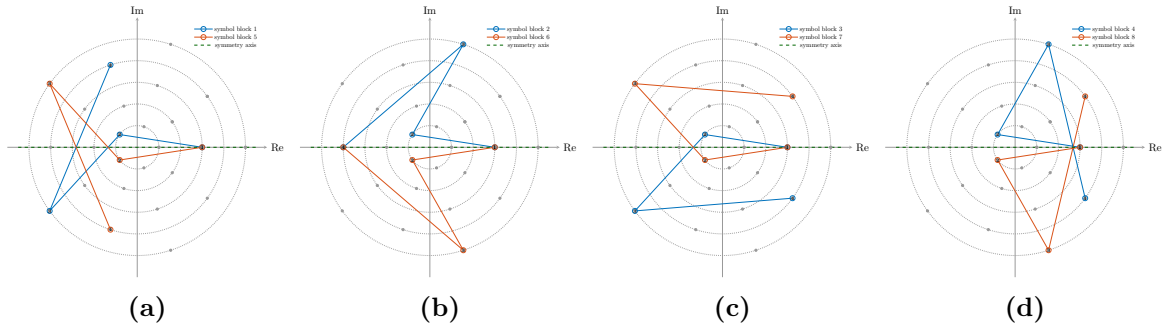 Im
symbol block 1
symbol block 5
symmetry axis
Re
(a)
Im
symbol block 2
symbol block 6
symmetry axis
Re
(b)
Im
symbol block 3
symbol block 7
symmetry axis
Re
(c)
Im
symbol block 4
symbol block 8
symmetry axis
Re
(d)